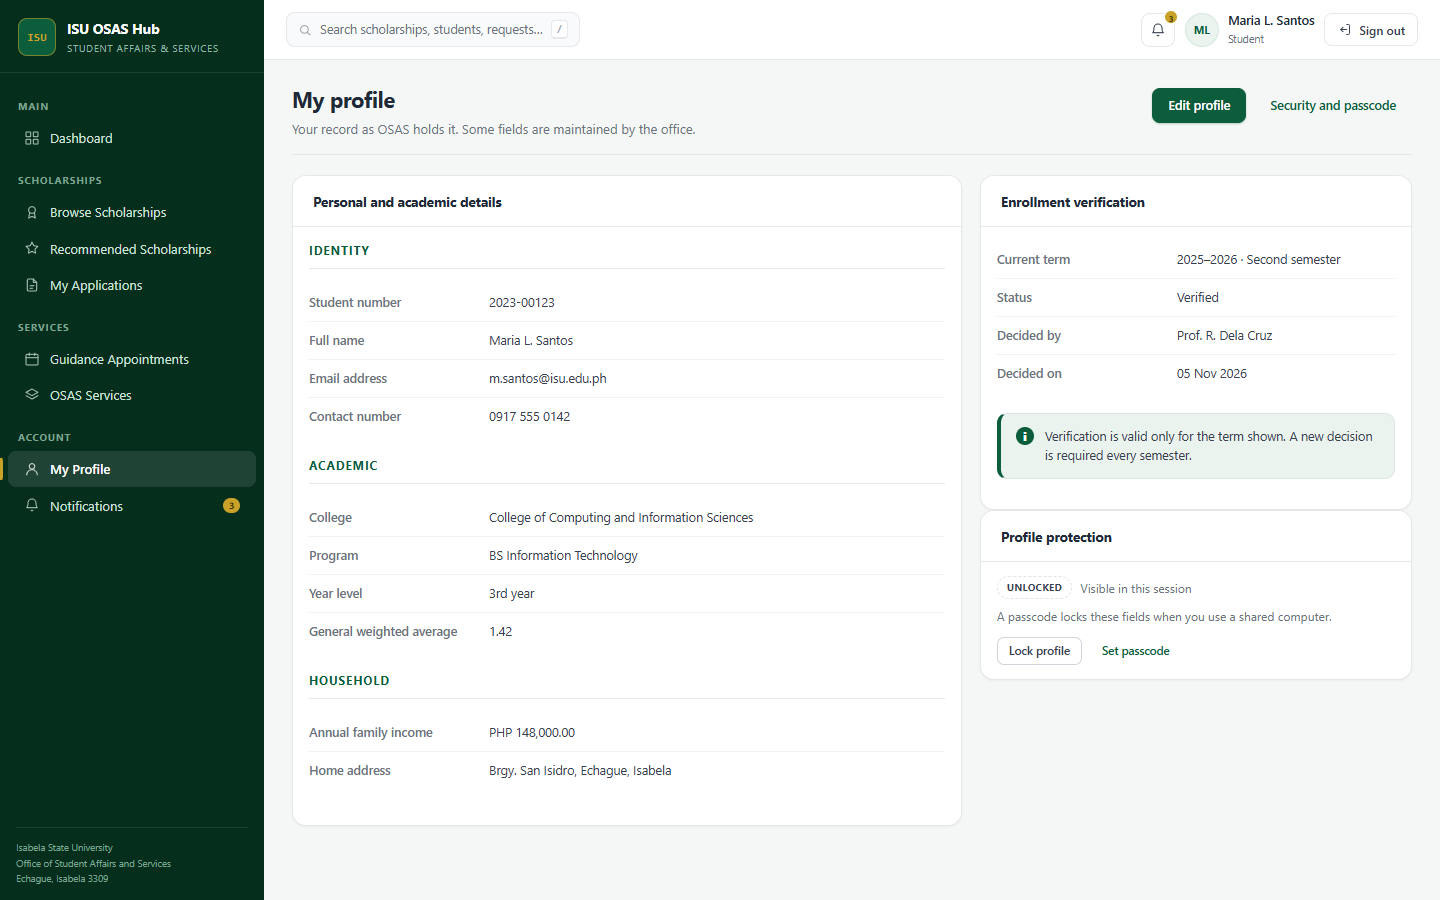 ISU
ISU OSAS Hub
STUDENT AFFAIRS & SERVICES
MAIN
Dashboard
SCHOLARSHIPS
Browse Scholarships
Recommended Scholarships
My Applications
SERVICES
Guidance Appointments
OSAS Services
ACCOUNT
My Profile
Notifications 3
Isabela State University
Office of Student Affairs and Services
Echague, Isabela 3309
Search scholarships, students, requests... /
3
ML
Maria L. Santos
Student
Sign out
My profile
Your record as OSAS holds it. Some fields are maintained by the office.
Edit profile
Security and passcode
Personal and academic details
IDENTITY
Student number 2023-00123
Full name Maria L. Santos
Email address m.santos@isu.edu.ph
Contact number 0917 555 0142
ACADEMIC
College College of Computing and Information Sciences
Program BS Information Technology
Year level 3rd year
General weighted average 1.42
HOUSEHOLD
Annual family income PHP 148,000.00
Home address Brgy. San Isidro, Echague, Isabela
Enrollment verification
Current term 2025–2026 · Second semester
Status Verified
Decided by Prof. R. Dela Cruz
Decided on 05 Nov 2026
Verification is valid only for the term shown. A new decision
is required every semester.
Profile protection
UNLOCKED Visible in this session
A passcode locks these fields when you use a shared computer.
Lock profile Set passcode